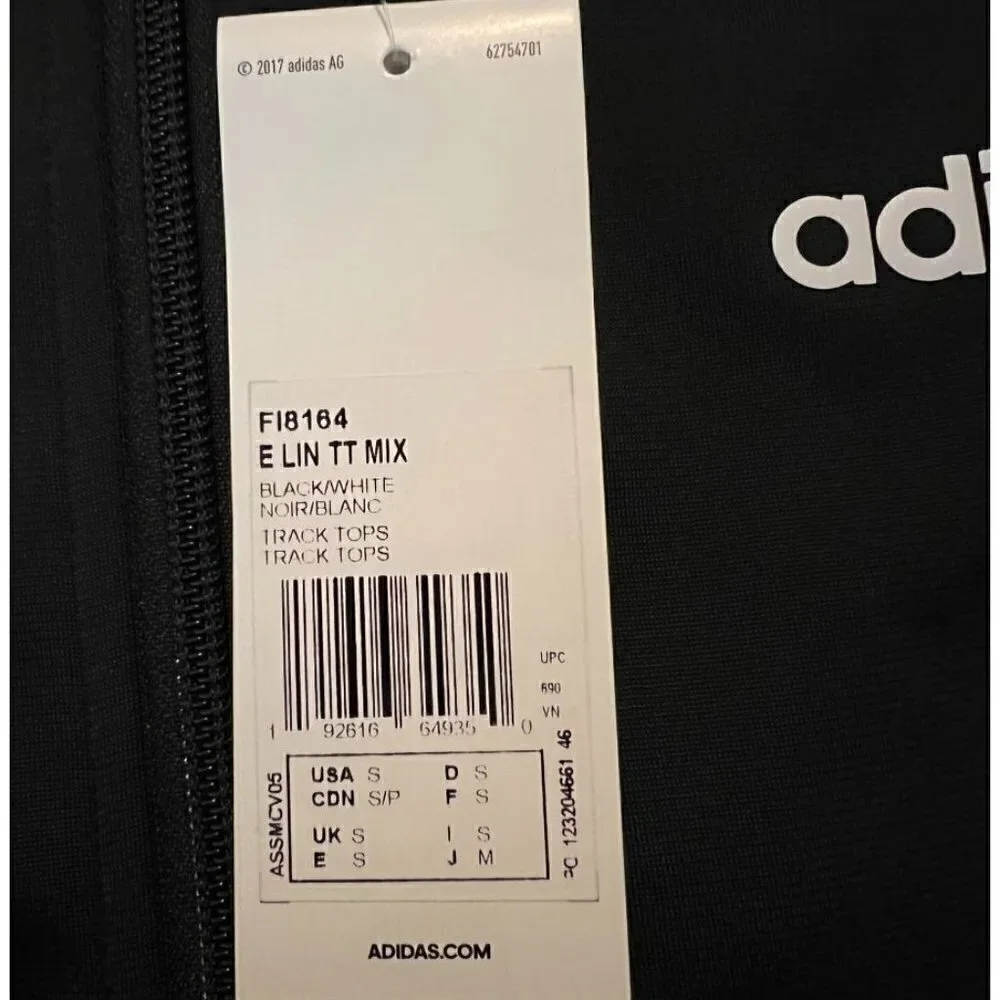 © 2017 adidas AG
62754701
adi
FI8164
E LIN TT MIX
BLACK/WHITE
NOIR/BLANC
TRACK TOPS
TRACK TOPS
UPC
690
VN
1 92616 64935 0
ASSMCV05
USA S D S
CDN S/P F S
UK S I S
E S J M
PC 123204661 46
ADIDAS.COM